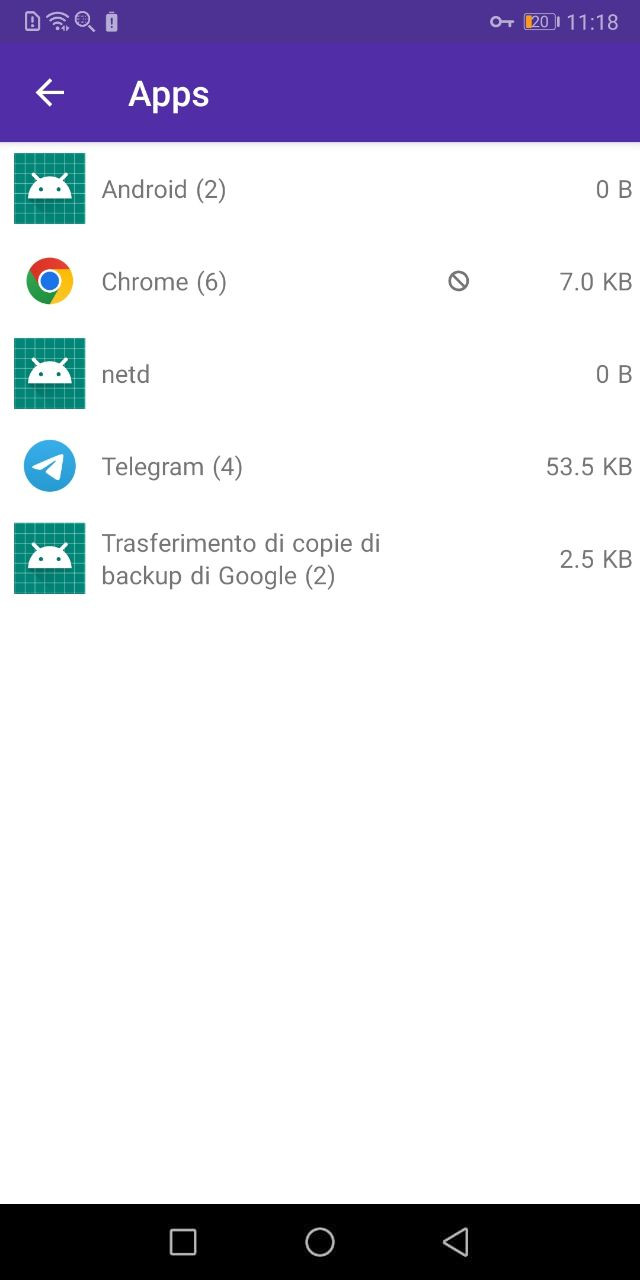 20 11:18
Apps
Android (2) 0 B
Chrome (6) 7.0 KB
netd 0 B
Telegram (4) 53.5 KB
Trasferimento di copie di
backup di Google (2) 2.5 KB